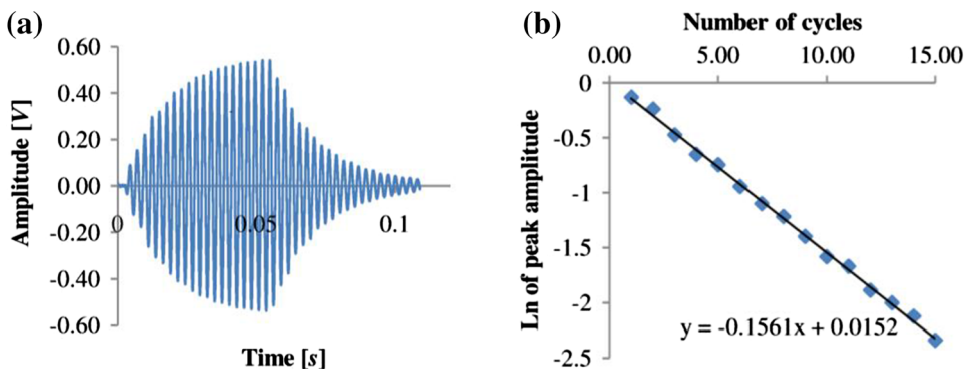 (a)
0.60
0.40
0.20
0.00
-0.20
-0.40
-0.60
Amplitude [V]
0
0.05
0.1
Time [s]
(b)
Number of cycles
0.00 5.00 10.00 15.00
0
-0.5
-1
-1.5
-2
-2.5
Ln of peak amplitude
y = -0.1561x + 0.0152